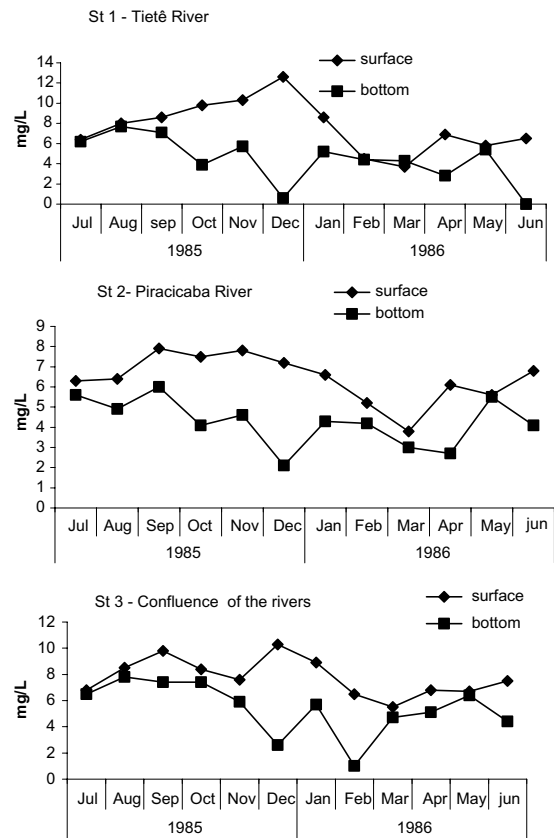 St 1 - Tietê River
surface
bottom
mg/L
14
12
10
8
6
4
2
0
Jul Aug sep Oct Nov Dec Jan Feb Mar Apr May Jun
1985 1986
St 2- Piracicaba River
surface
bottom
mg/L
9
8
7
6
5
4
3
2
1
0
Jul Aug Sep Oct Nov Dec Jan Feb Mar Apr May jun
1985 1986
St 3 - Confluence of the rivers
surface
bottom
mg/L
12
10
8
6
4
2
0
Jul Aug Sep Oct Nov Dec Jan Feb Mar Apr May jun
1985 1986